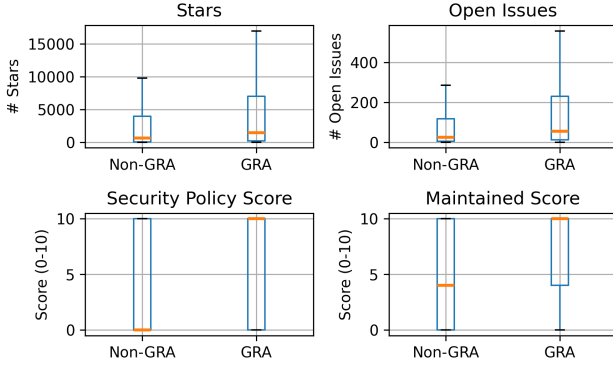 Stars
# Stars
15000
10000
5000
0
Non-GRA
GRA
Open Issues
# Open Issues
400
200
0
Non-GRA
GRA
Security Policy Score
Score (0-10)
10
5
0
Non-GRA
GRA
Maintained Score
Score (0-10)
10
5
0
Non-GRA
GRA